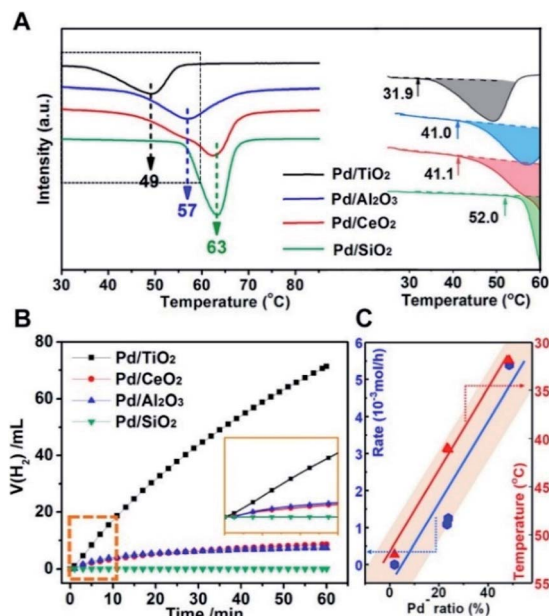 A
Intensity (a.u.)
49
57
63
Pd/TiO₂
Pd/Al₂O₃
Pd/CeO₂
Pd/SiO₂
31.9
41.0
41.1
52.0
30 40 50 60 70 80
Temperature (°C)
30 40 50 60
Temperature (°C)
B
V(H₂) /mL
80
60
40
20
0
Pd/TiO₂
Pd/CeO₂
Pd/Al₂O₃
Pd/SiO₂
0 10 20 30 40 50 60
Time /min
C
Rate (10⁻³mol/h)
6
5
4
3
2
1
0
Temperature (°C)
30
35
40
45
50
55
0 20 40
Pd⁻ ratio (%)